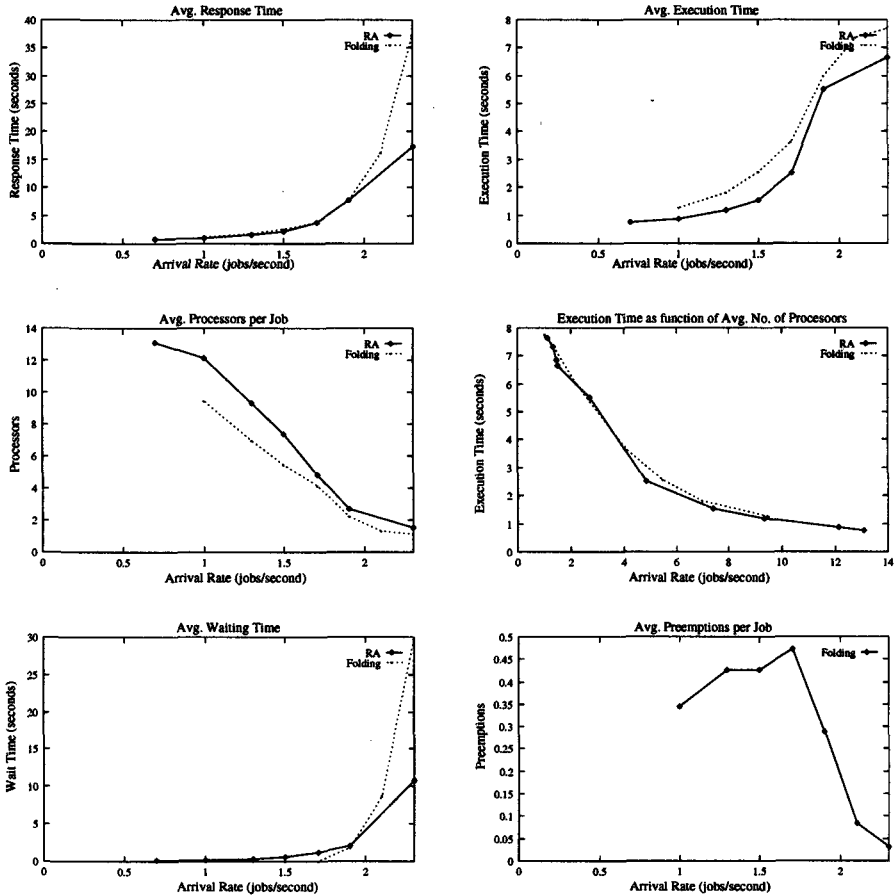 Avg. Response Time
RA
Folding
Response Time (seconds)
40
35
30
25
20
15
10
5
0
0
0.5
1
1.5
2
Arrival Rate (jobs/second)
Avg. Execution Time
RA
Folding
Execution Time (seconds)
8
7
6
5
4
3
2
1
0
0
0.5
1
1.5
2
Arrival Rate (jobs/second)
Avg. Processors per Job
RA
Folding
Processors
14
12
10
8
6
4
2
0
0
0.5
1
1.5
2
Arrival Rate (jobs/second)
Execution Time as function of Avg. No. of Procesoors
RA
Folding
Execution Time (seconds)
8
7
6
5
4
3
2
1
0
0
2
4
6
8
10
12
14
Arrival Rate (jobs/second)
Avg. Waiting Time
RA
Folding
Wait Time (seconds)
30
25
20
15
10
5
0
0
0.5
1
1.5
2
Arrival Rate (jobs/second)
Avg. Preemptions per Job
Folding
Preemptions
0.5
0.45
0.4
0.35
0.3
0.25
0.2
0.15
0.1
0.05
0
0
0.5
1
1.5
2
Arrival Rate (jobs/second)